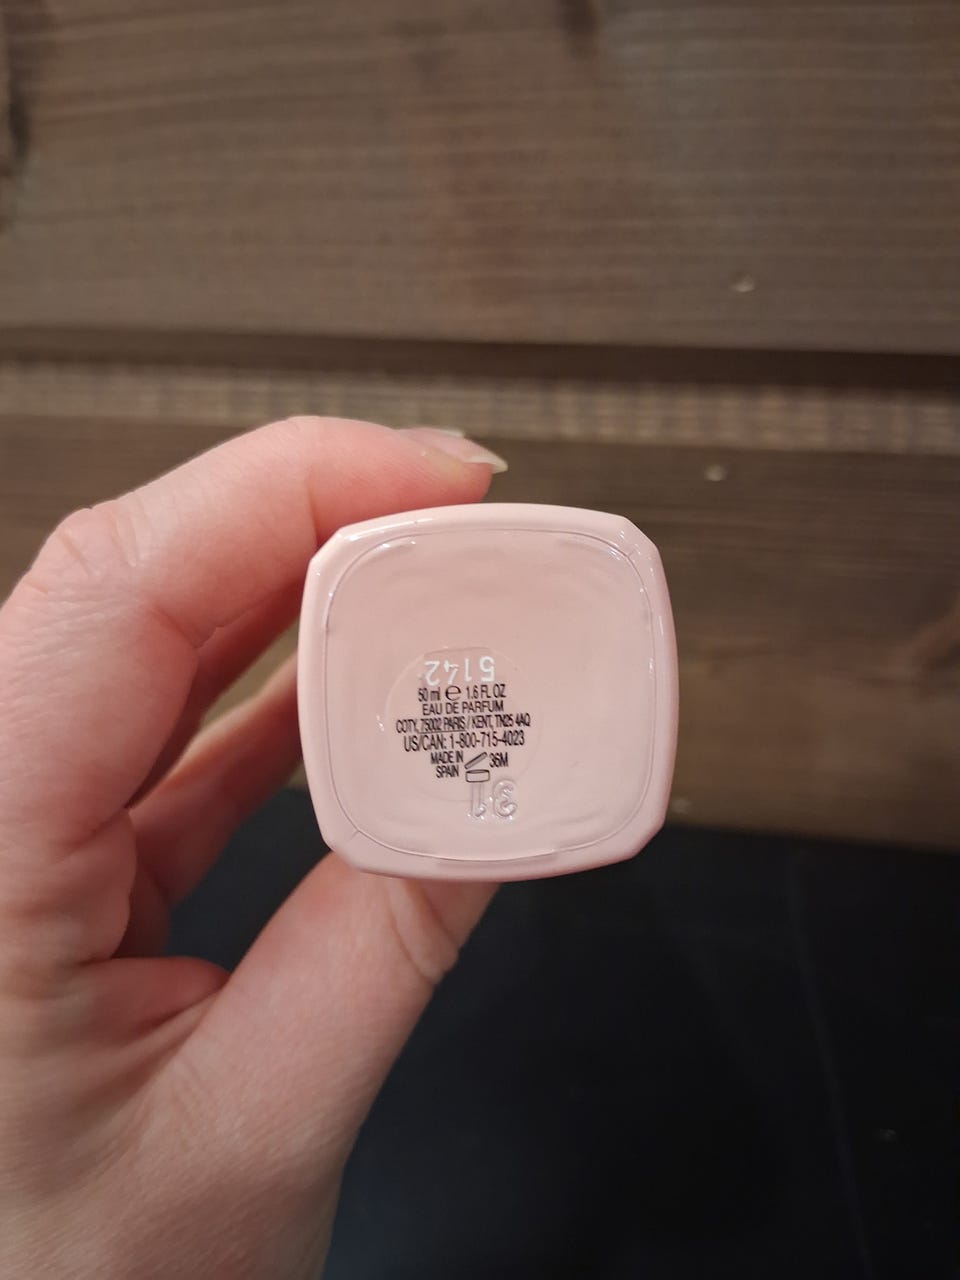 5142
50 ml e 1.6 FL OZ
EAU DE PARFUM
COTY, 75002 PARIS / KENT, TN25 4AQ
US/CAN: 1-800-715-4023
MADE IN
SPAIN
36M
31